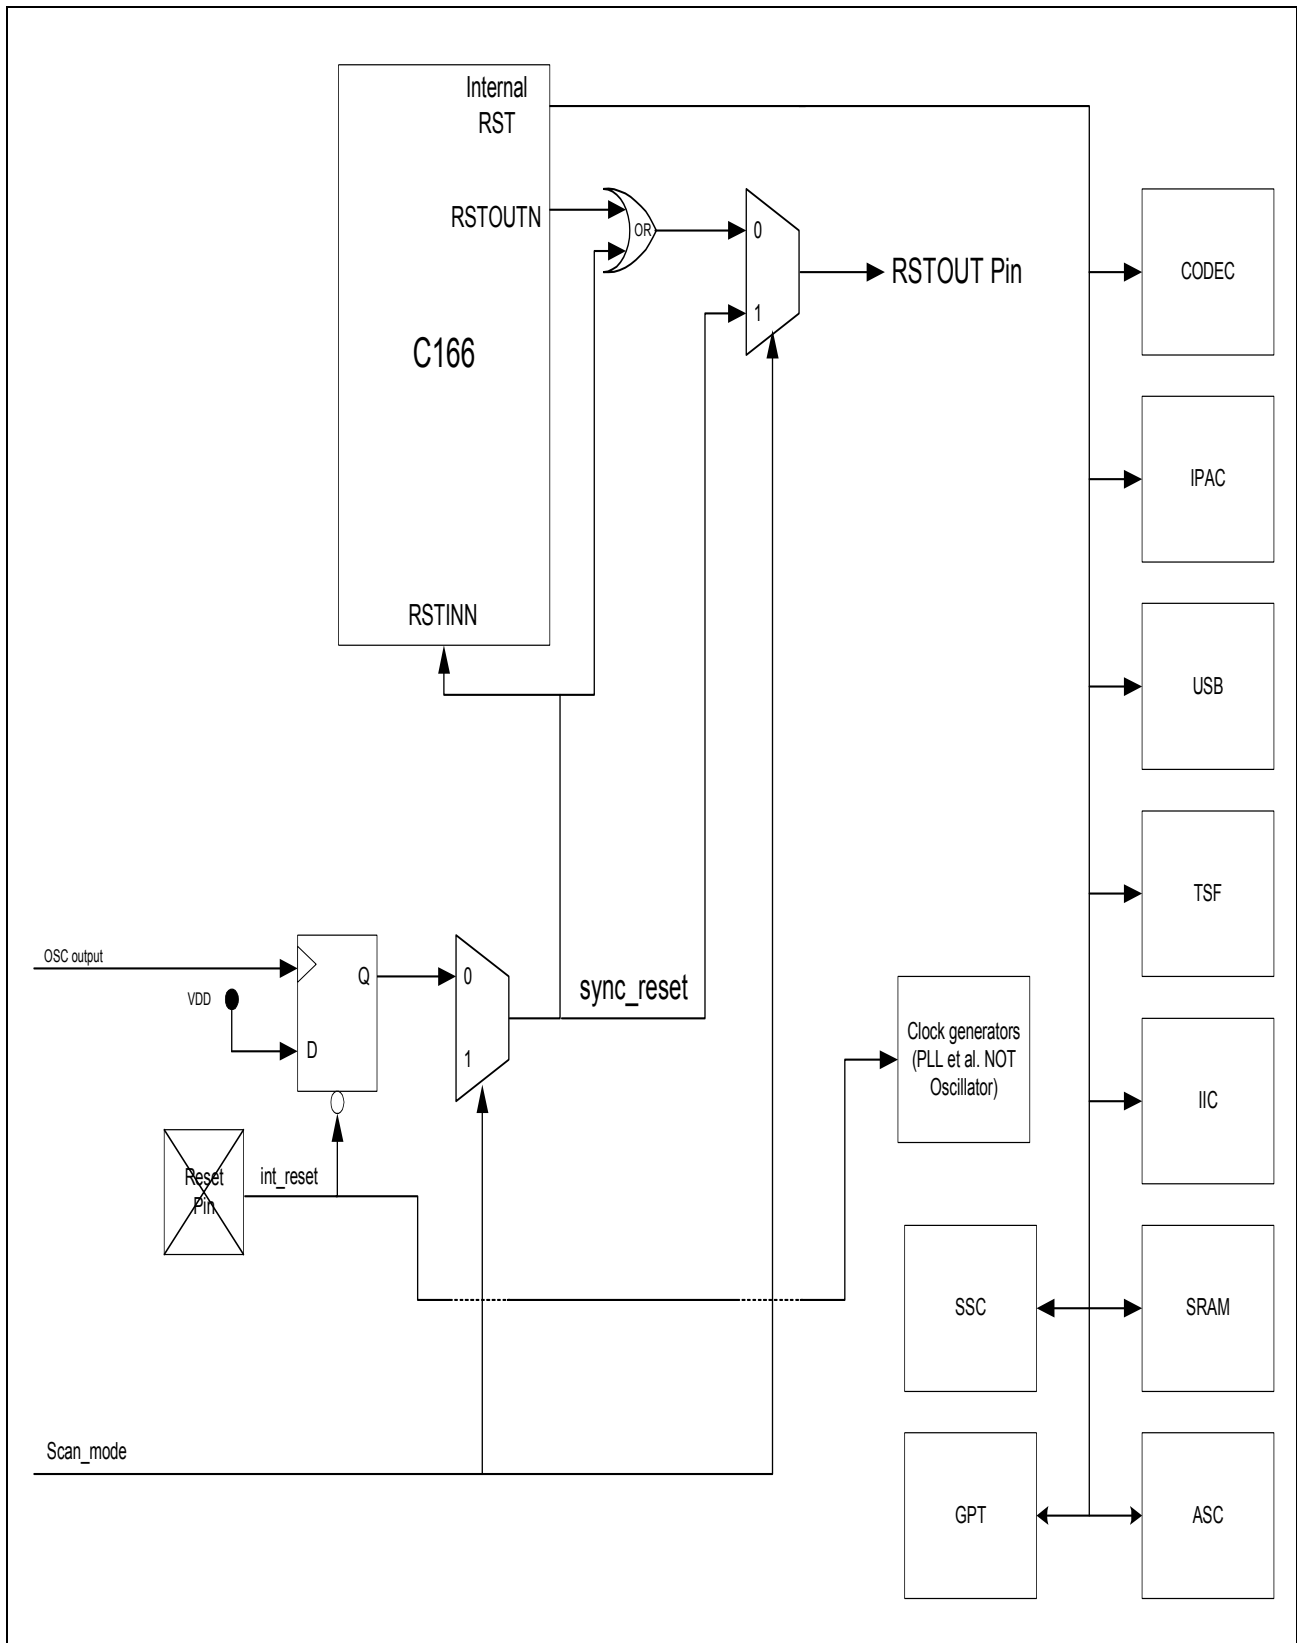 Internal
RST
RSTOUTN
OR
0
1
RSTOUT Pin
CODEC
C166
IPAC
RSTINN
USB
TSF
OSC output
VDD
Q
D
0
1
sync_reset
Clock generators
(PLL et al. NOT
Oscillator)
IIC
Reset
Pin
int_reset
SSC
SRAM
Scan_mode
GPT
ASC